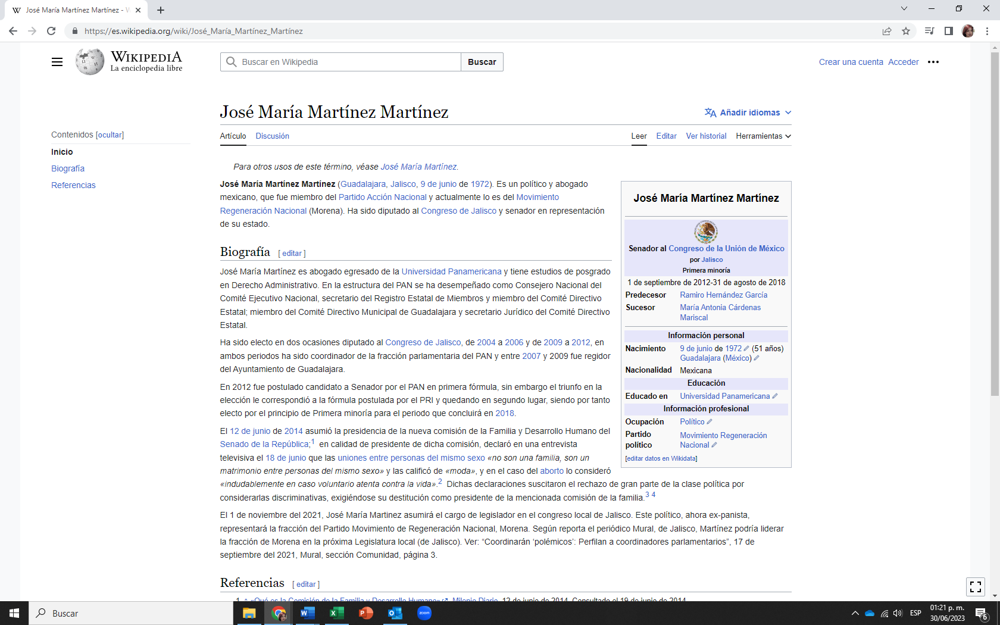 José María Martínez Martínez - W
https://es.wikipedia.org/wiki/José_María_Martínez_Martínez
WIKIPEDIA
La enciclopedia libre
Buscar en Wikipedia
Buscar
Crear una cuenta Acceder
José María Martínez Martínez
Añadir idiomas
Contenidos [ocultar]
Inicio
Biografía
Referencias
Artículo Discusión
Leer Editar Ver historial Herramientas
Para otros usos de este término, véase José María Martínez.
José María Martínez Martínez (Guadalajara, Jalisco, 9 de junio de 1972). Es un político y abogado
mexicano, que fue miembro del Partido Acción Nacional y actualmente lo es del Movimiento
Regeneración Nacional (Morena). Ha sido diputado al Congreso de Jalisco y senador en representación
de su estado.
Biografía [ editar ]
José María Martínez es abogado egresado de la Universidad Panamericana y tiene estudios de posgrado
en Derecho Administrativo. En la estructura del PAN se ha desempeñado como Consejero Nacional del
Comité Ejecutivo Nacional, secretario del Registro Estatal de Miembros y miembro del Comité Directivo
Estatal; miembro del Comité Directivo Municipal de Guadalajara y secretario Jurídico del Comité Directivo
Estatal.
Ha sido electo en dos ocasiones diputado al Congreso de Jalisco, de 2004 a 2006 y de 2009 a 2012, en
ambos periodos ha sido coordinador de la fracción parlamentaria del PAN y entre 2007 y 2009 fue regidor
del Ayuntamiento de Guadalajara.
En 2012 fue postulado candidato a Senador por el PAN en primera fórmula, sin embargo el triunfo en la
elección le correspondió a la fórmula postulada por el PRI y quedando en segundo lugar, siendo por tanto
electo por el principio de Primera minoría para el periodo que concluirá en 2018.
El 12 de junio de 2014 asumió la presidencia de la nueva comisión de la Familia y Desarrollo Humano del
Senado de la República;1 en calidad de presidente de dicha comisión, declaró en una entrevista
televisiva el 18 de junio que las uniones entre personas del mismo sexo «no son una familia, son un
matrimonio entre personas del mismo sexo» y las calificó de «moda», y en el caso del aborto lo consideró
«indudablemente en caso voluntario atenta contra la vida».2 Dichas declaraciones suscitaron el rechazo de gran parte de la clase política por
considerarlas discriminativas, exigiéndose su destitución como presidente de la mencionada comisión de la familia.3 4
El 1 de noviembre del 2021, José María Martinez asumirá el cargo de legislador en el congreso local de Jalisco. Este político, ahora ex-panista,
representará la fracción del Partido Movimiento de Regeneración Nacional, Morena. Según reporta el periódico Mural, de Jalisco, Martínez podría liderar
la fracción de Morena en la próxima Legislatura local (de Jalisco). Ver: “Coordinarán ‘polémicos’: Perfilan a coordinadores parlamentarios”, 17 de
septiembre del 2021, Mural, sección Comunidad, página 3.
Referencias [ editar ]
1. ↑ «Qué es la Comisión de la Familia y Desarrollo Humano». Milenio Diario. 12 de junio de 2014. Consultado el 19 de junio de 2014.
José María Martínez Martínez
Senador al Congreso de la Unión de México
por Jalisco
Primera minoría
1 de septiembre de 2012-31 de agosto de 2018
Predecesor Ramiro Hernández García
Sucesor María Antonia Cárdenas
Mariscal
Información personal
Nacimiento 9 de junio de 1972 (51 años)
Guadalajara (México)
Nacionalidad Mexicana
Educación
Educado en Universidad Panamericana
Información profesional
Ocupación Político
Partido político Movimiento Regeneración
Nacional
[editar datos en Wikidata]
Buscar
zoom
ESP
01:21 p. m.
30/06/2023
6